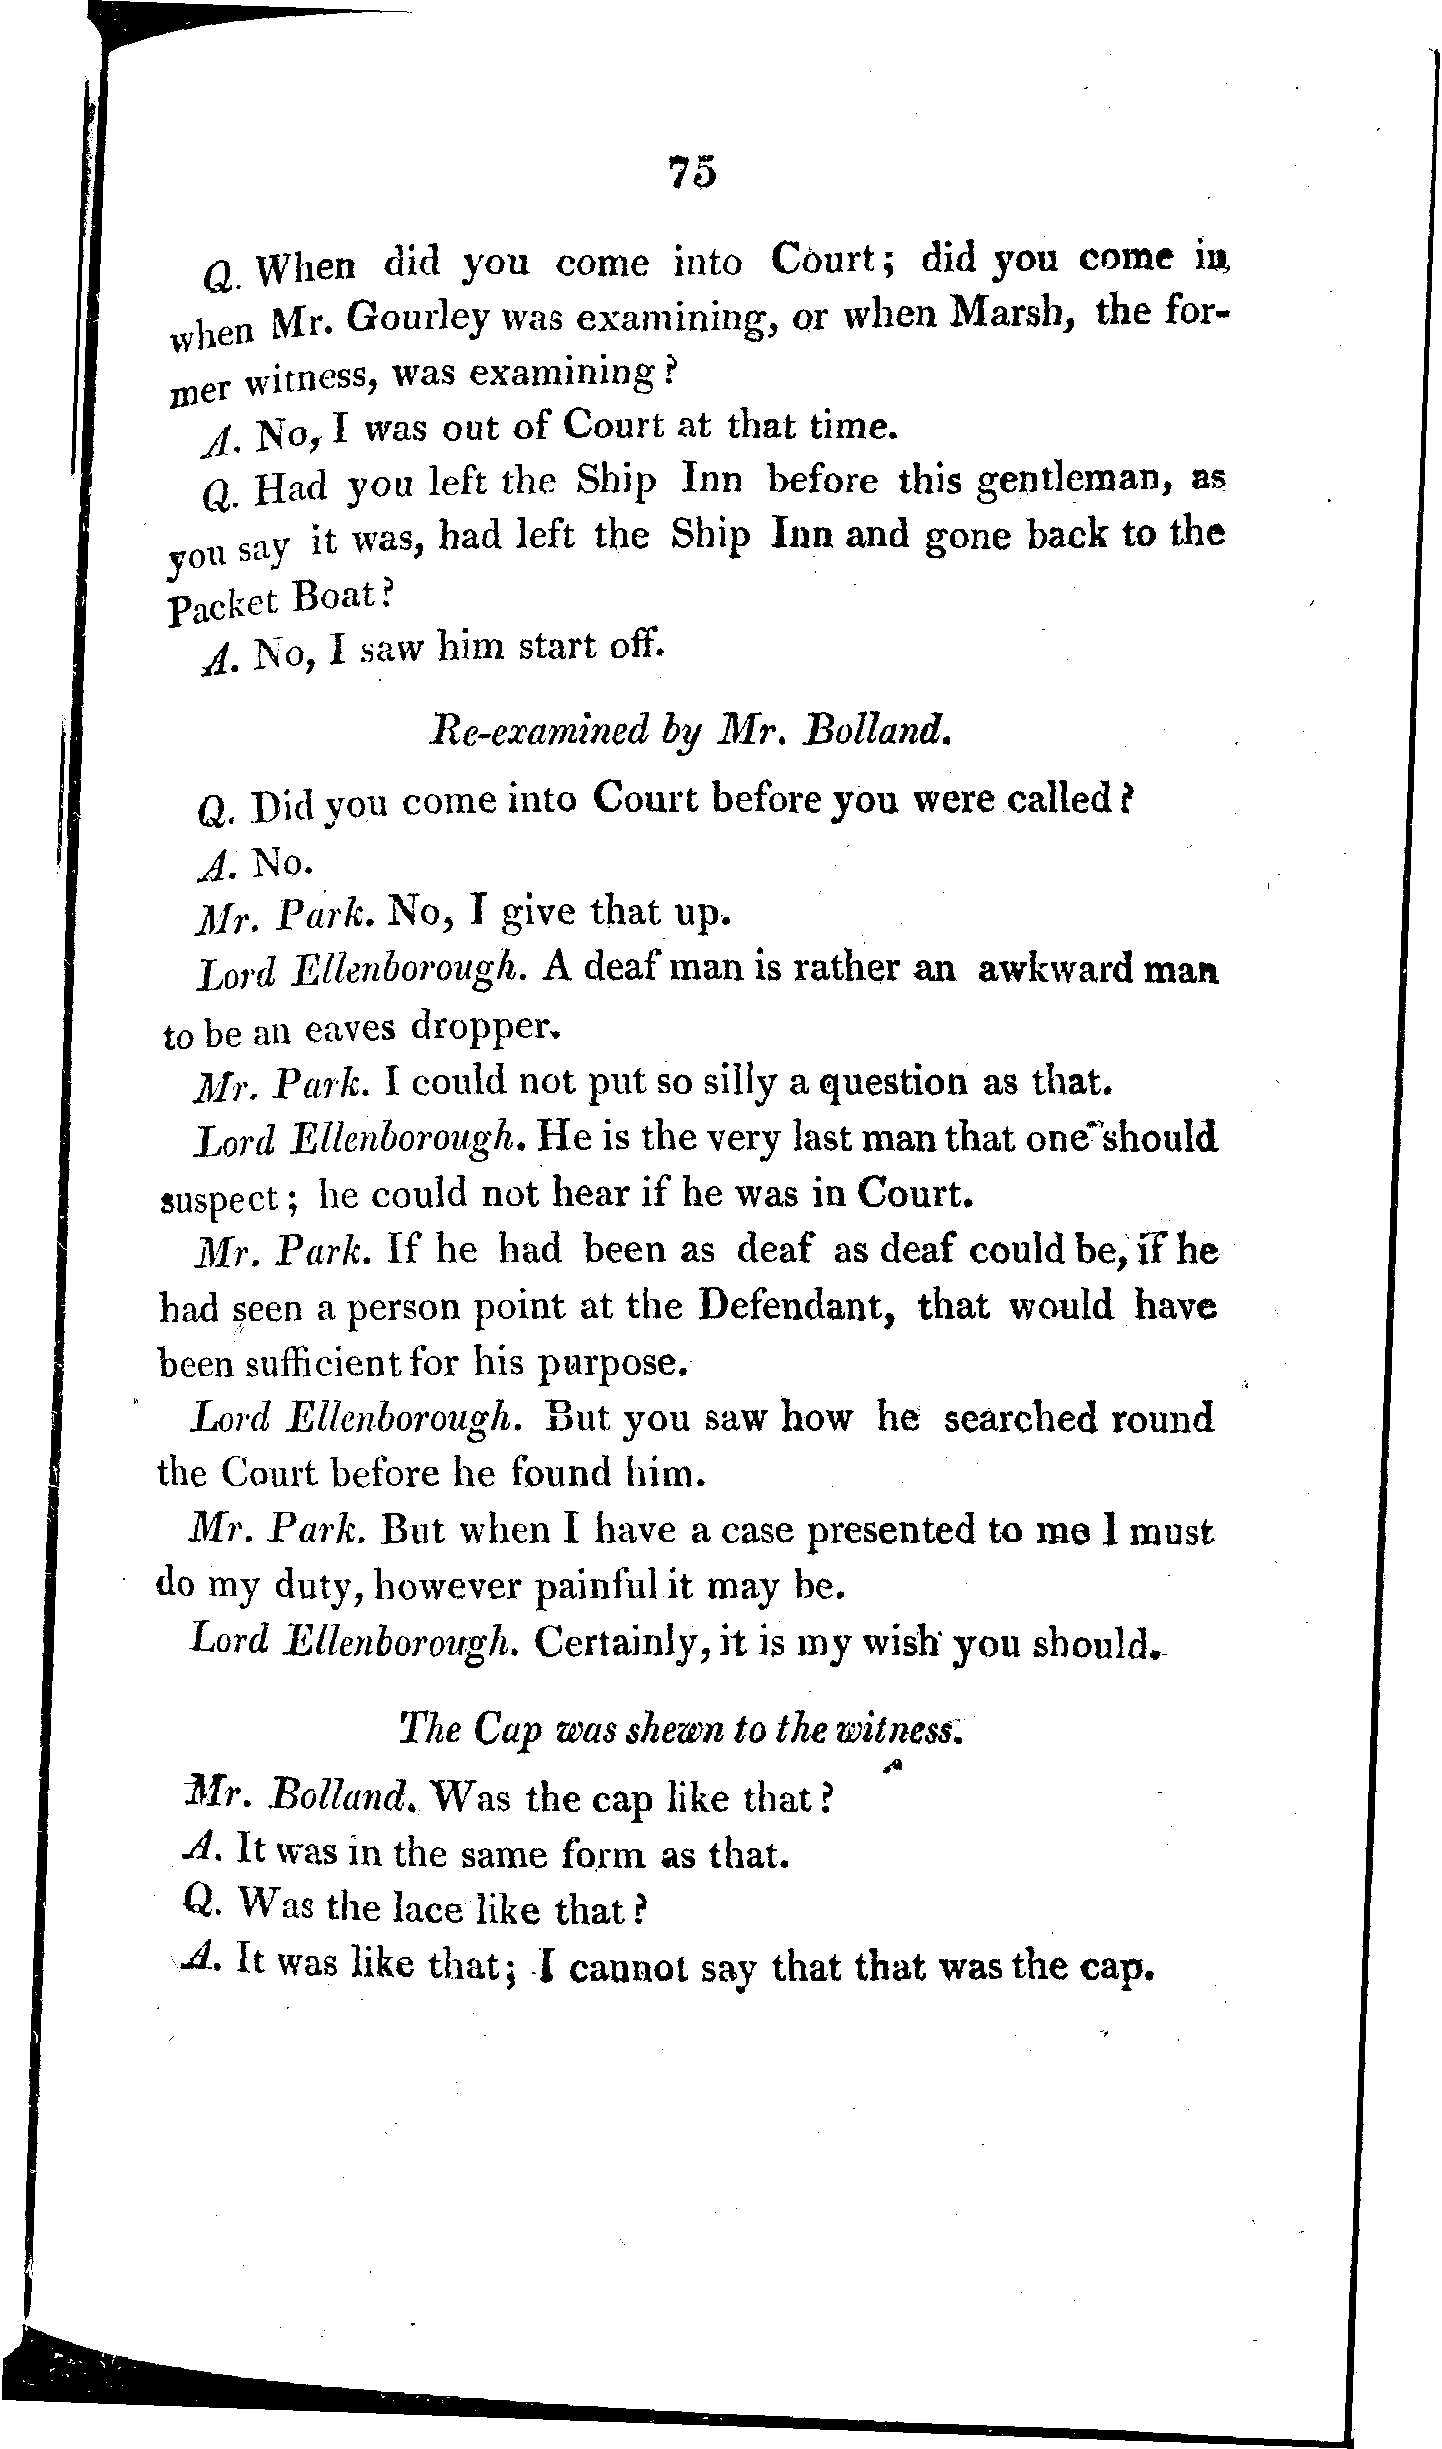 75
Q. When did you come into Court; did you come in,
when Mr. Gourley was examining, or when Marsh, the for-
mer witness, was examining?
A. No, I was out of Court at that time.
Q. Had you left the Ship Inn before this gentleman, as
you say it was, had left the Ship Inn and gone back to the
Packet Boat?
A. No, I saw him start off.
Re-examined by Mr. Bolland.
Q. Did you come into Court before you were called?
A. No.
Mr. Park. No, I give that up.
Lord Ellenborough. A deaf man is rather an awkward man
to be an eaves dropper.
Mr. Park. I could not put so silly a question as that.
Lord Ellenborough. He is the very last man that one should
suspect; he could not hear if he was in Court.
Mr. Park. If he had been as deaf as deaf could be, if he
had seen a person point at the Defendant, that would have
been sufficient for his purpose.
Lord Ellenborough. But you saw how he searched round
the Court before he found him.
Mr. Park. But when I have a case presented to me I must
do my duty, however painful it may be.
Lord Ellenborough. Certainly, it is my wish you should.
The Cap was shewn to the witness.
Mr. Bolland. Was the cap like that?
A. It was in the same form as that.
Q. Was the lace like that?
A. It was like that; I cannot say that that was the cap.